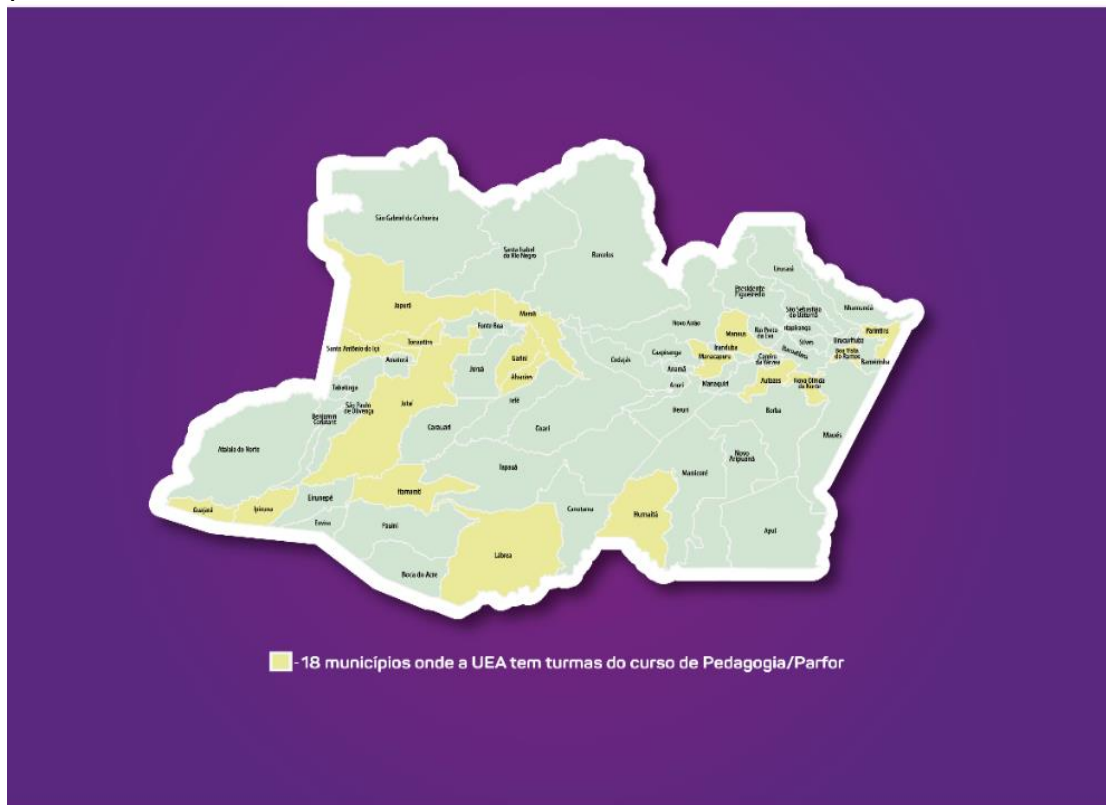 São Gabriel da Cachoeira
Santa Isabel
do Rio Negro
Barcelos
Japurá
Maraã
Santo Antônio do Içá
Tonantins
Fonte Boa
Uarini
Alvarães
Amaturá
Juruá
Tabatinga
Jutaí
São Paulo
de Olivença
Benjamin
Constant
Atalaia do Norte
Carauari
Tefé
Coari
Codajás
Caapiranga
Anamã
Anori
Novo Airão
Manaus
Iranduba
Manacapuru
Manaquiri
Careiro
da Várzea
Autazes
Presidente
Figueiredo
Rio Preto
da Eva
Urucará
São Sebastião
do Uatumã
Itapiranga
Silves
Itacoatiara
Nhamundá
Parintins
Urucurituba
Boa Vista
do Ramos
Barreirinha
Nova Olinda
do Norte
Borba
Maués
Beruri
Tapauá
Manicoré
Novo
Aripuanã
Apuí
Humaitá
Canutama
Lábrea
Itamarati
Eirunepé
Envira
Ipixuna
Guajará
Pauini
Boca do Acre
- 18 municípios onde a UEA tem turmas do curso de Pedagogia/Parfor